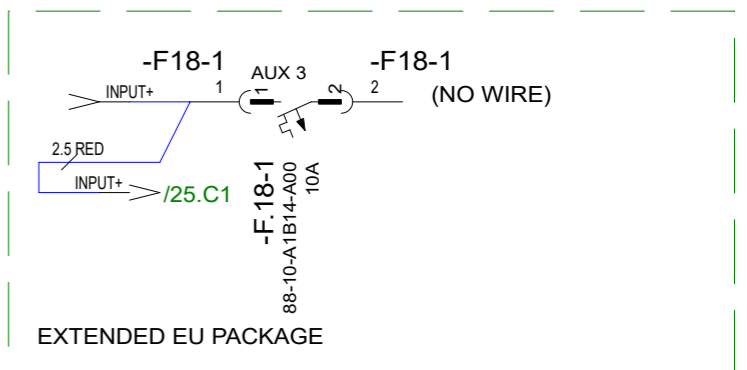 -F18-1
-F18-1
AUX 3
INPUT+
1
1
2
2
(NO WIRE)
2.5 RED
INPUT+
/25.C1
-F.18-1
88-10-A1B14-A00
10A
EXTENDED EU PACKAGE